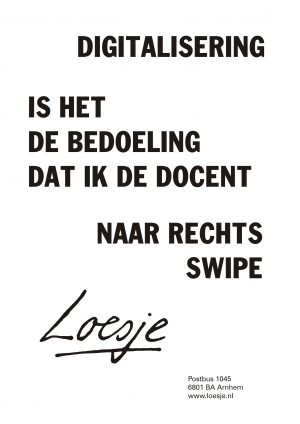 DIGITALISERING
IS HET
DE BEDOELING
DAT IK DE DOCENT
NAAR RECHTS
SWIPE
Loesje
Postbus 1045
6801 BA Arnhem
www.loesje.nl